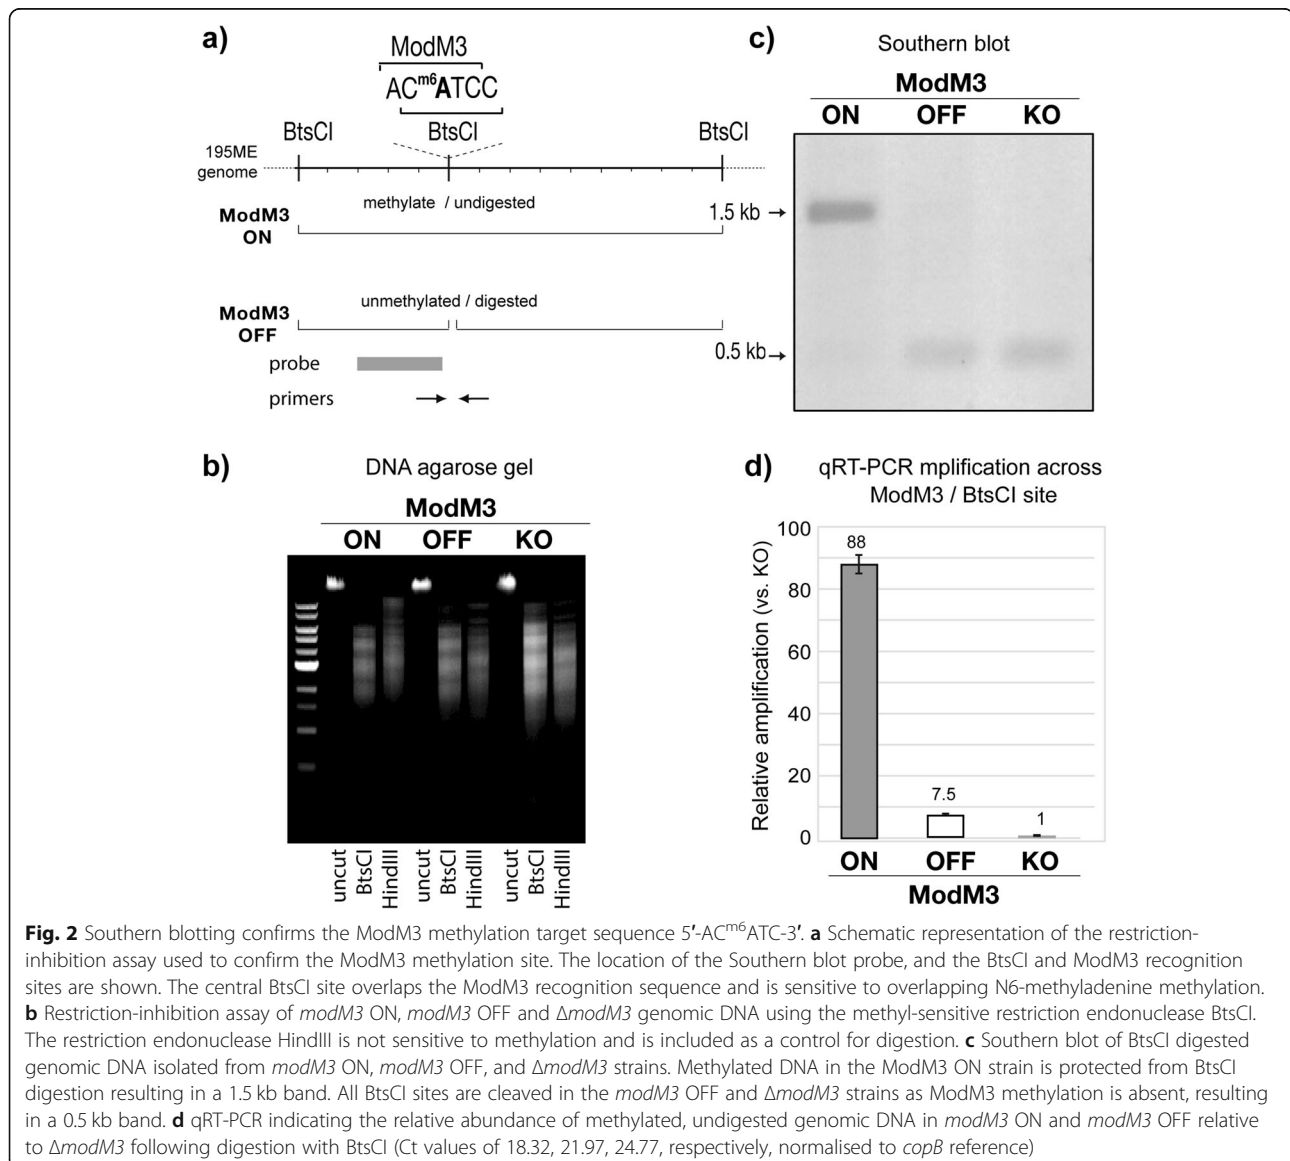 a)
ModM3
ACᵐ⁶ATCC
BtsCI
BtsCI
BtsCI
195ME
genome
methylate / undigested
ModM3
ON
unmethylated / digested
ModM3
OFF
probe
primers
c)
Southern blot
ModM3
ON OFF KO
1.5 kb
0.5 kb
b)
DNA agarose gel
ModM3
ON OFF KO
uncut
BtsCI
HindIII
uncut
BtsCI
HindIII
uncut
BtsCI
HindIII
d)
qRT-PCR mplification across
ModM3 / BtsCI site
Relative amplification (vs. KO)
100
80
60
40
20
0
88
7.5
1
ON OFF KO
ModM3
Fig. 2 Southern blotting confirms the ModM3 methylation target sequence 5′-ACᵐ⁶ATC-3′. a Schematic representation of the restriction-
inhibition assay used to confirm the ModM3 methylation site. The location of the Southern blot probe, and the BtsCI and ModM3 recognition
sites are shown. The central BtsCI site overlaps the ModM3 recognition sequence and is sensitive to overlapping N6-methyladenine methylation.
b Restriction-inhibition assay of modM3 ON, modM3 OFF and ΔmodM3 genomic DNA using the methyl-sensitive restriction endonuclease BtsCI.
The restriction endonuclease HindIII is not sensitive to methylation and is included as a control for digestion. c Southern blot of BtsCI digested
genomic DNA isolated from modM3 ON, modM3 OFF, and ΔmodM3 strains. Methylated DNA in the ModM3 ON strain is protected from BtsCI
digestion resulting in a 1.5 kb band. All BtsCI sites are cleaved in the modM3 OFF and ΔmodM3 strains as ModM3 methylation is absent, resulting
in a 0.5 kb band. d qRT-PCR indicating the relative abundance of methylated, undigested genomic DNA in modM3 ON and modM3 OFF relative
to ΔmodM3 following digestion with BtsCI (Ct values of 18.32, 21.97, 24.77, respectively, normalised to copB reference)